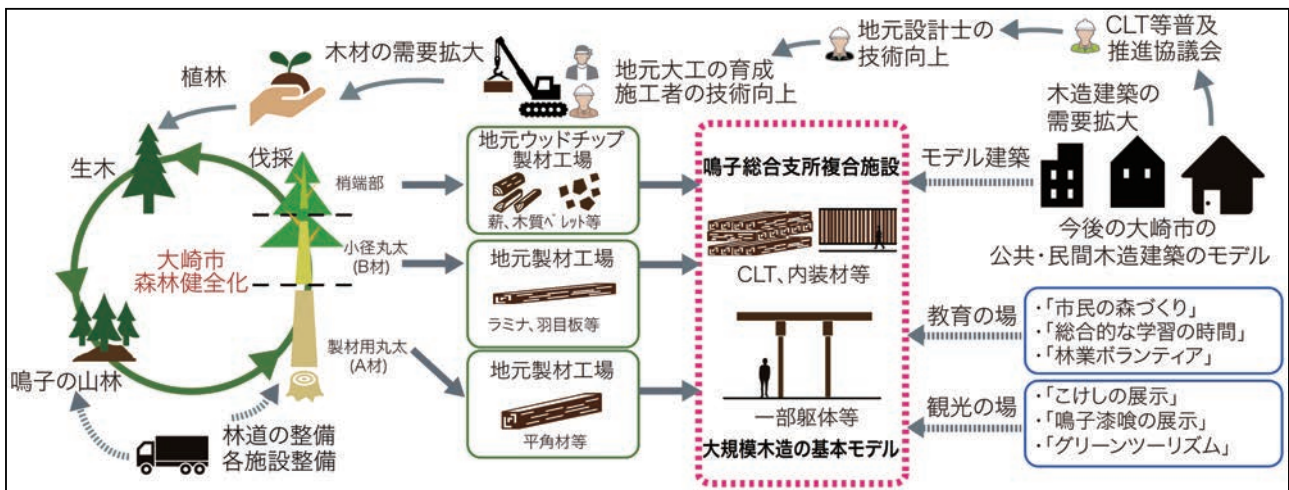 木材の需要拡大
植林
生木
伐採
梢端部
小径丸太
(B材)
大崎市
森林健全化
製材用丸太
(A材)
鳴子の山林
林道の整備
各施設整備
地元大工の育成
施工者の技術向上
地元設計士の
技術向上
CLT等普及
推進協議会
地元ウッドチップ
製材工場
薪、木質ペレット等
地元製材工場
ラミナ、羽目板等
地元製材工場
平角材等
鳴子総合支所複合施設
CLT、内装材等
一部躯体等
大規模木造の基本モデル
木造建築の
需要拡大
モデル建築
今後の大崎市の
公共・民間木造建築のモデル
教育の場
・「市民の森づくり」
・「総合的な学習の時間」
・「林業ボランティア」
観光の場
・「こけしの展示」
・「鳴子漆喰の展示」
・「グリーンツーリズム」